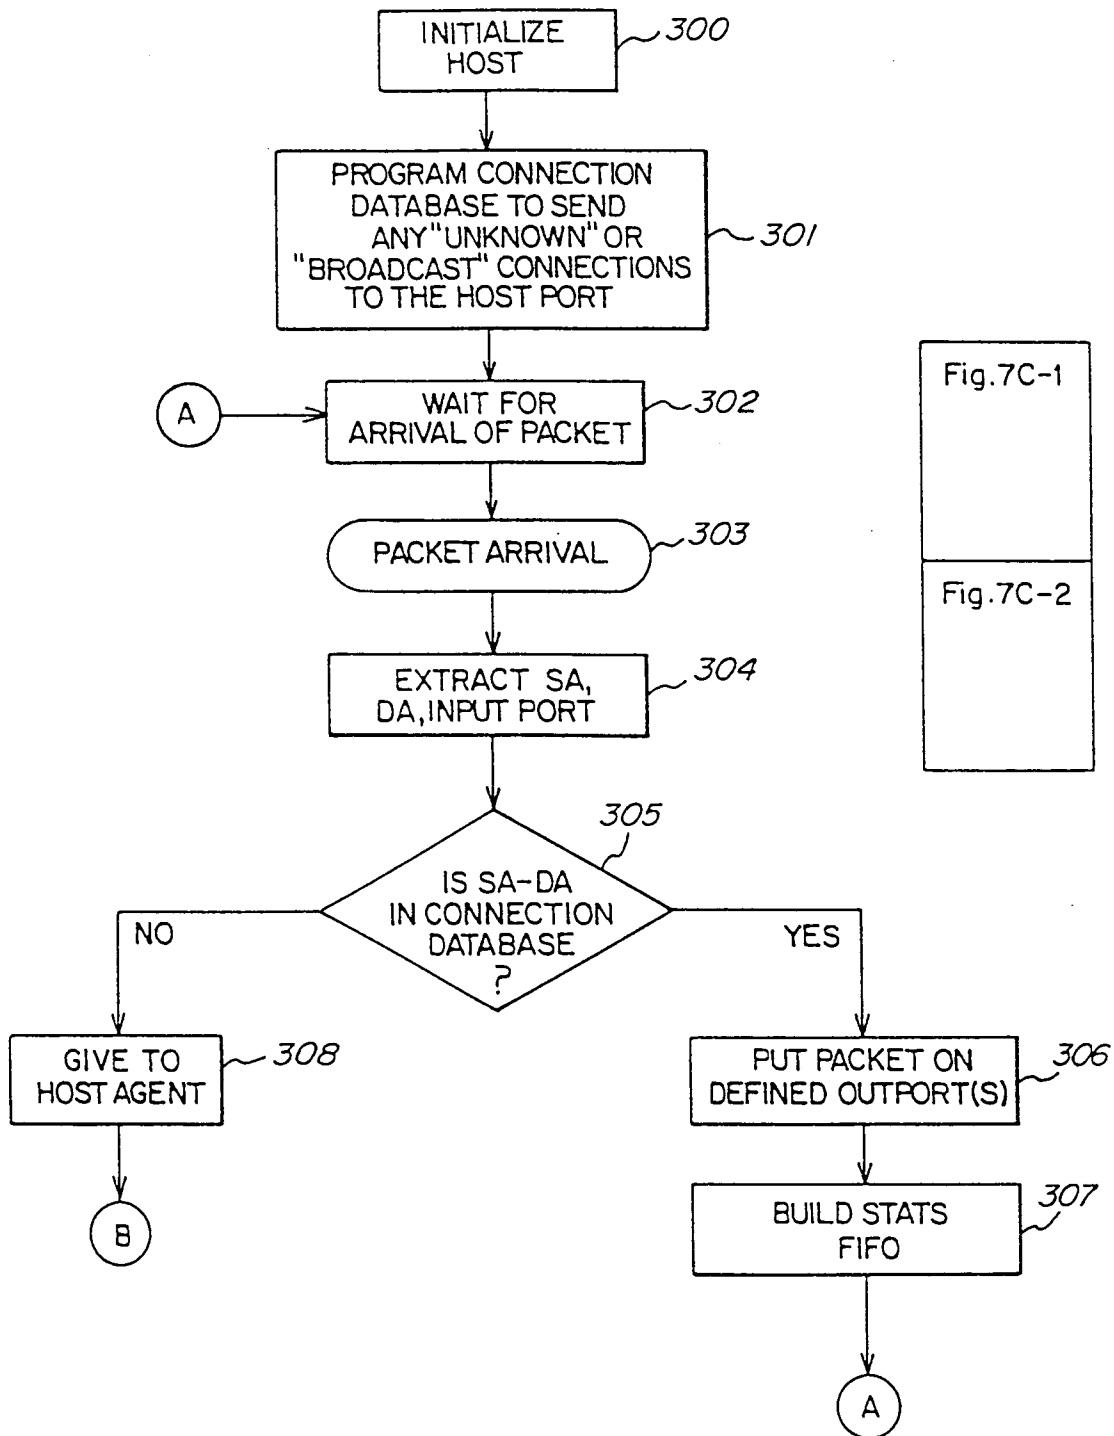 INITIALIZE
HOST
300
PROGRAM CONNECTION
DATABASE TO SEND
ANY "UNKNOWN" OR
"BROADCAST" CONNECTIONS
TO THE HOST PORT
301
A
WAIT FOR
ARRIVAL OF PACKET
302
PACKET ARRIVAL
303
EXTRACT SA,
DA, INPUT PORT
304
305
IS SA-DA
IN CONNECTION
DATABASE
?
NO
YES
GIVE TO
HOST AGENT
308
B
PUT PACKET ON
DEFINED OUTPORT(S)
306
BUILD STATS
FIFO
307
A
Fig.7C-1
Fig.7C-2